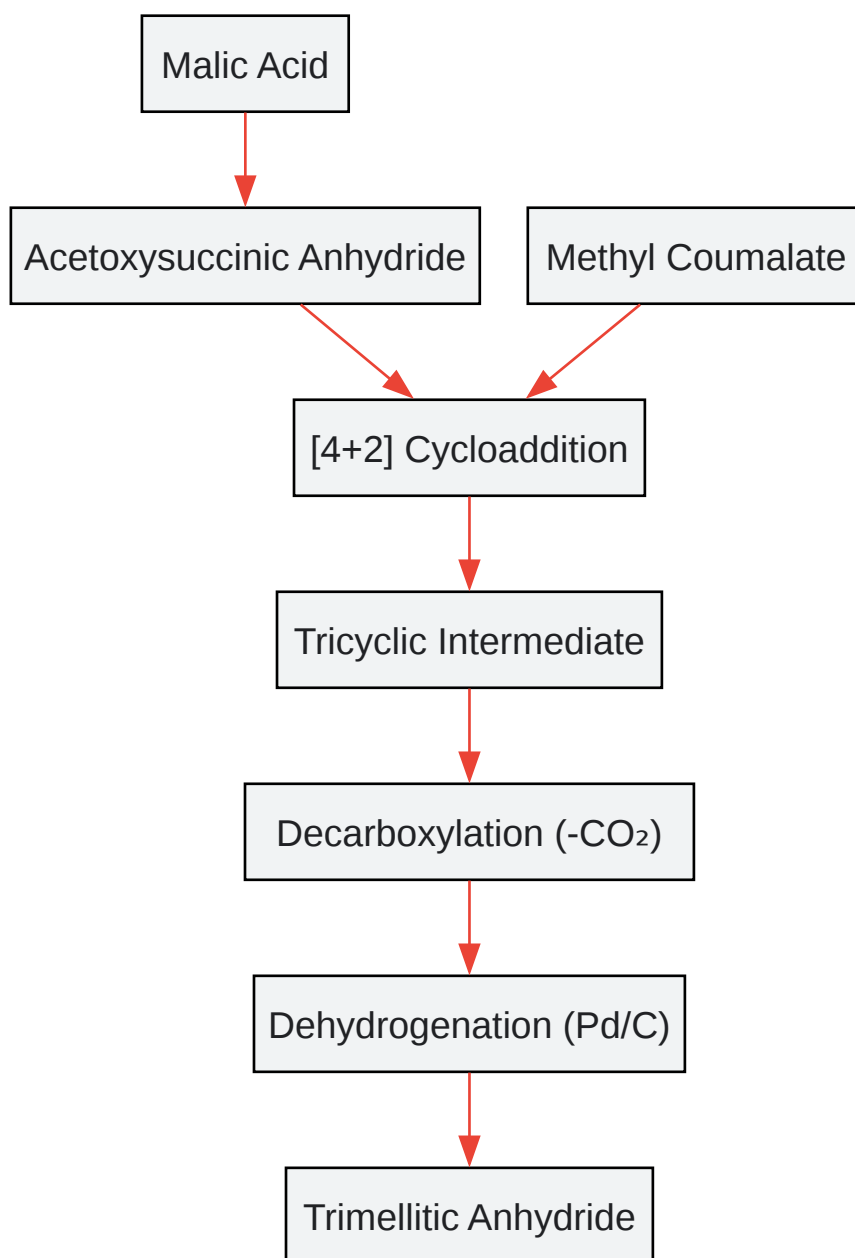 Malic Acid
Acetoxysuccinic Anhydride
Methyl Coumalate
[4+2] Cycloaddition
Tricyclic Intermediate
Decarboxylation (-CO₂)
Dehydrogenation (Pd/C)
Trimellitic Anhydride